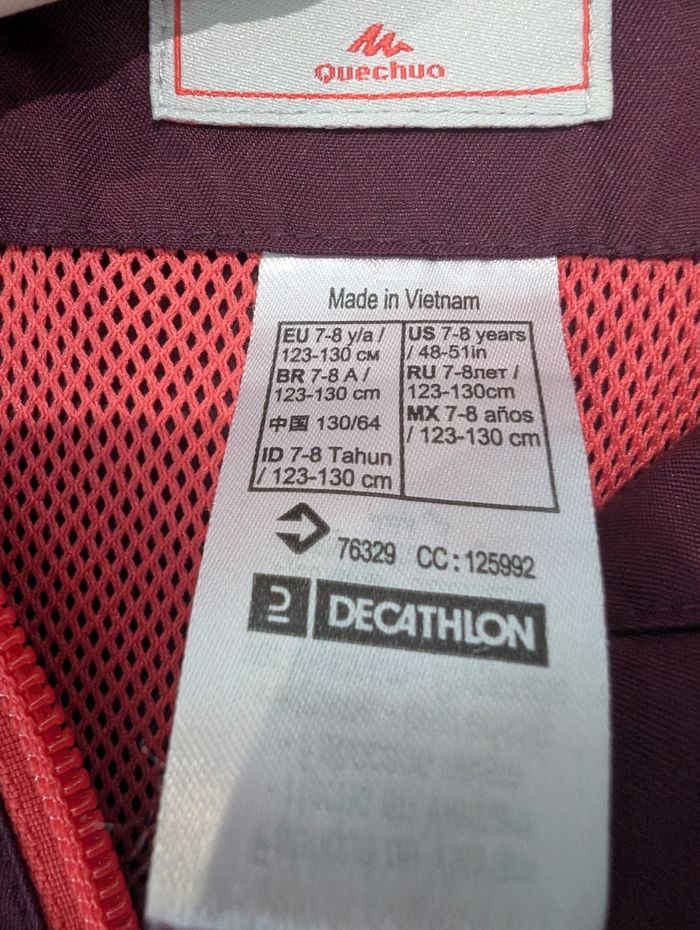 Quechua
Made in Vietnam
EU 7-8 y/a /
123-130 см
BR 7-8 A /
123-130 cm
中国 130/64
ID 7-8 Tahun
/ 123-130 cm
US 7-8 years
/ 48-51in
RU 7-8лет /
123-130cm
MX 7-8 años
/ 123-130 cm
76329 CC : 125992
DECATHLON